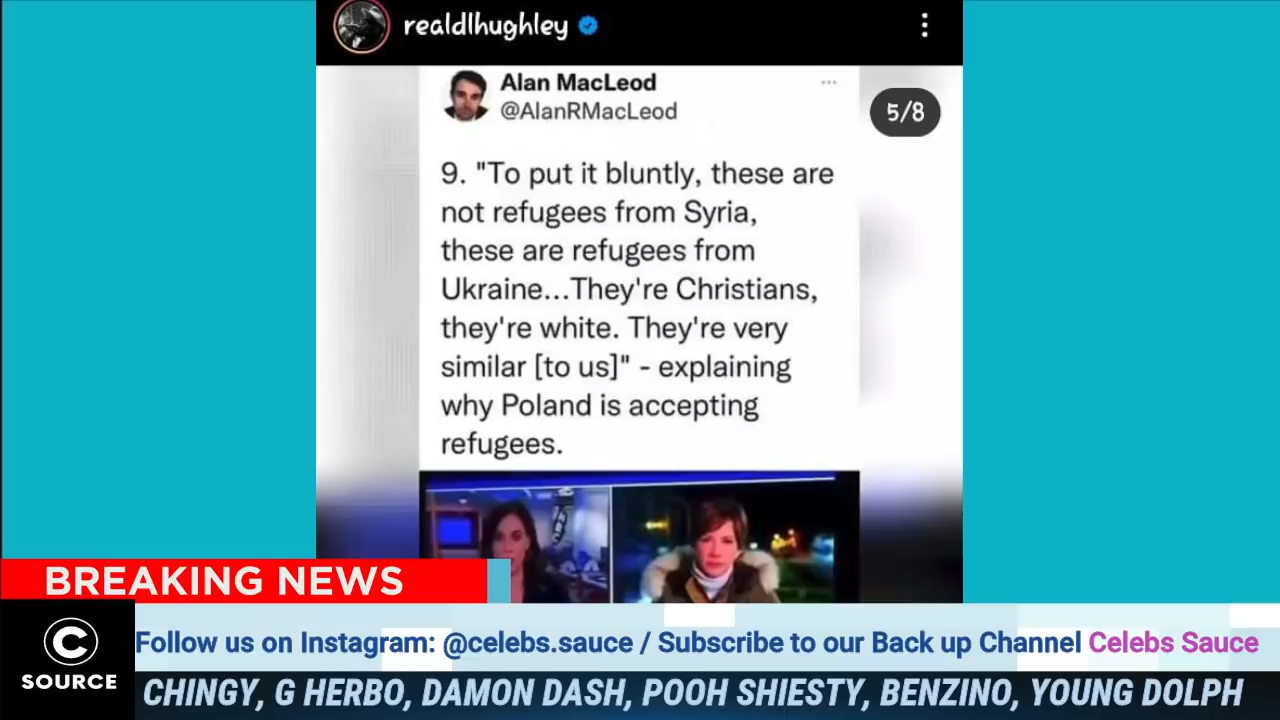 realdlhughley
Alan MacLeod
@AlanRMacLeod
5/8
9. "To put it bluntly, these are
not refugees from Syria,
these are refugees from
Ukraine...They're Christians,
they're white. They're very
similar [to us]" - explaining
why Poland is accepting
refugees.
BREAKING NEWS
C
SOURCE
Follow us on Instagram: @celebs.sauce / Subscribe to our Back up Channel Celebs Sauce
CHINGY, G HERBO, DAMON DASH, POOH SHIESTY, BENZINO, YOUNG DOLPH